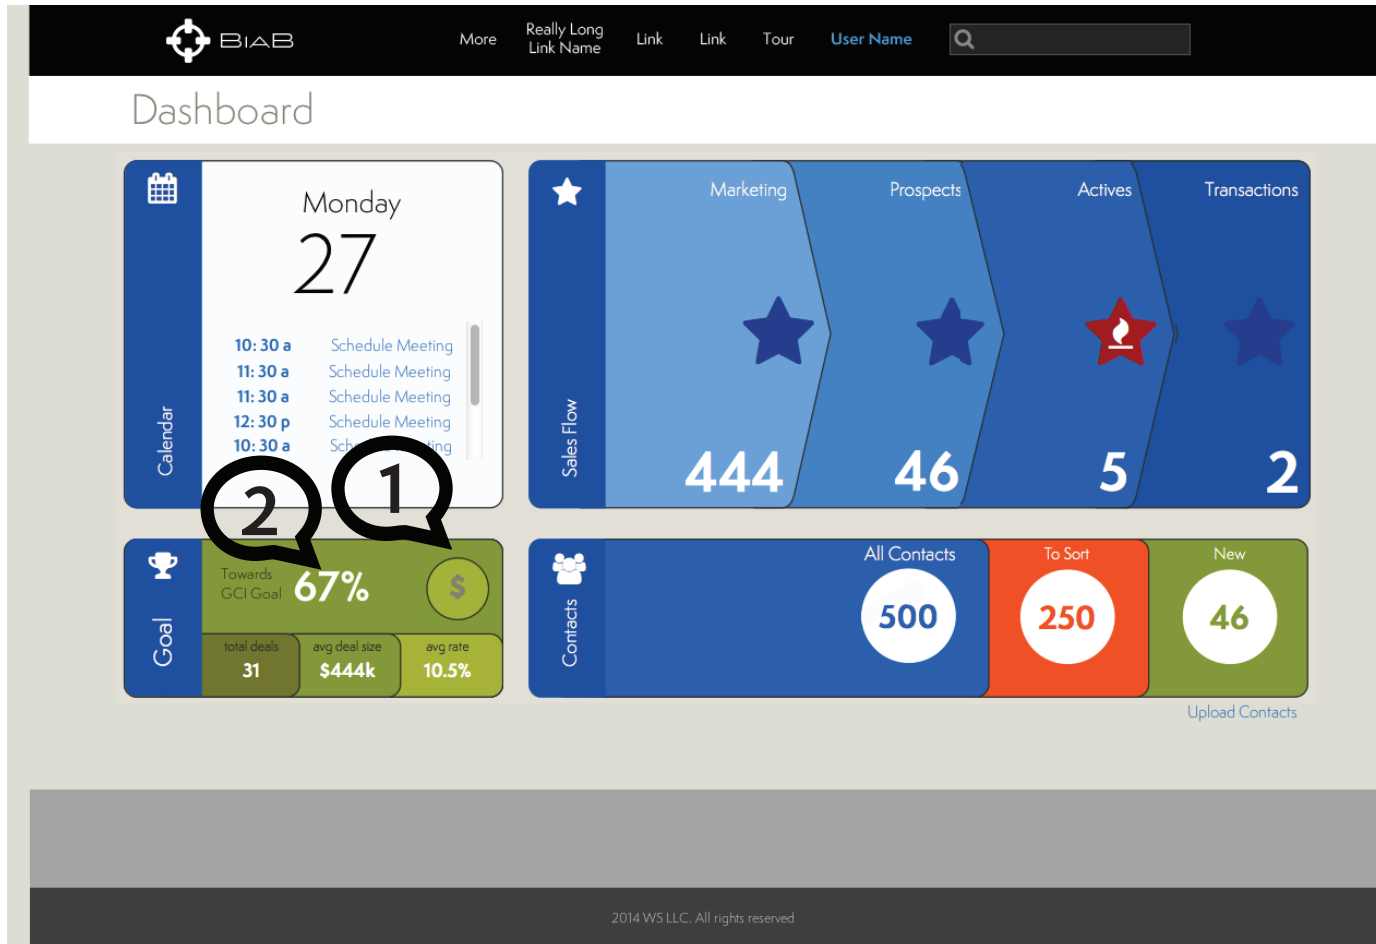 BIAB
More
Really Long
Link Name
Link
Link
Tour
User Name
Dashboard
Calendar
Monday
27
10: 30 a Schedule Meeting
11: 30 a Schedule Meeting
11: 30 a Schedule Meeting
12: 30 p Schedule Meeting
10: 30 a
2
1
Sales Flow
Marketing
Prospects
Actives
Transactions
444
46
5
2
Goal
Towards
GCI Goal
67%
$
total deals
31
avg deal size
$444k
avg rate
10.5%
Contacts
All Contacts
500
To Sort
250
New
46
Upload Contacts
2014 WS LLC. All rights reserved